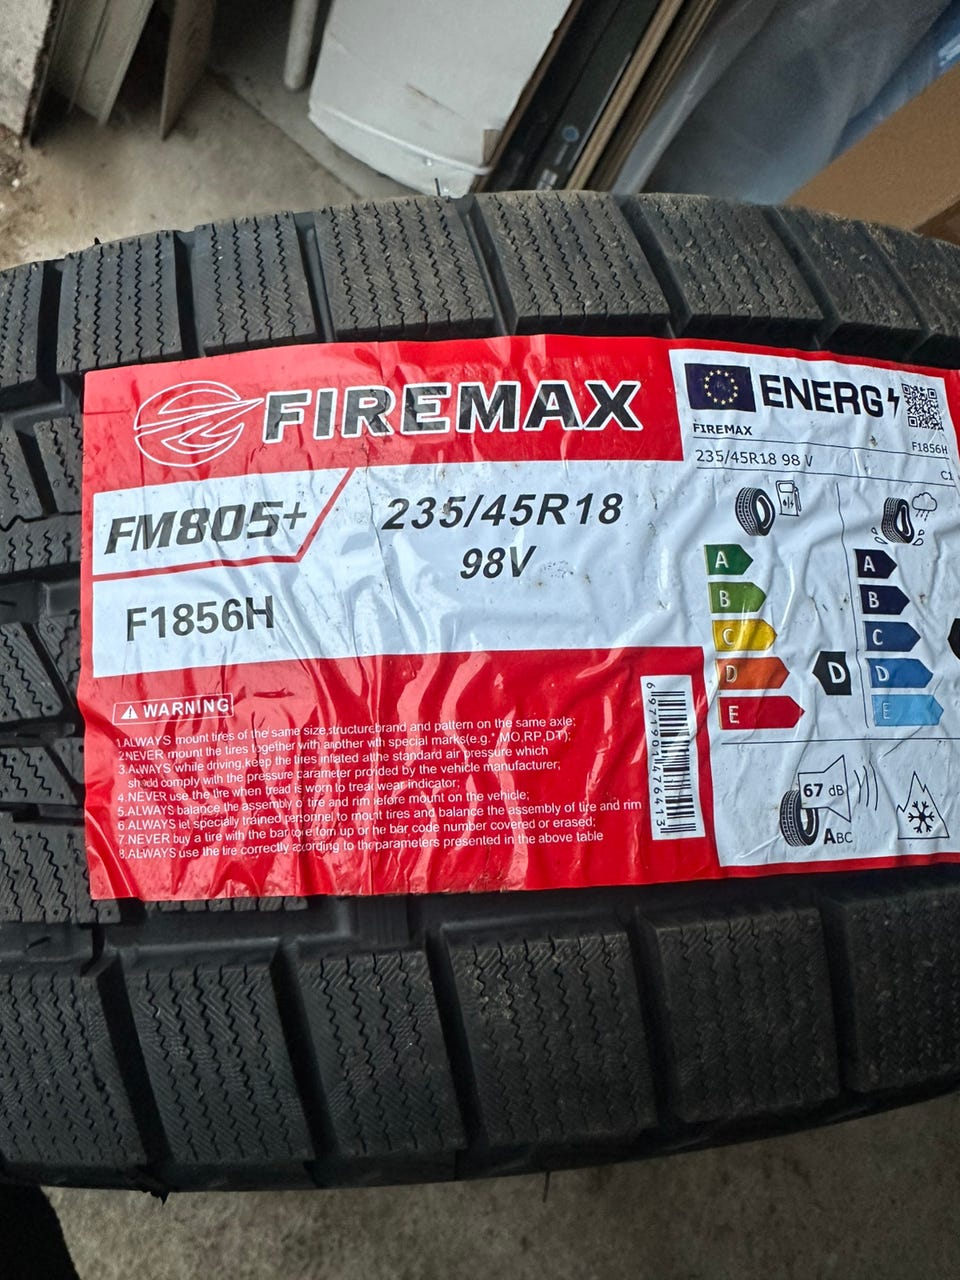 FIREMAX
FM805+
235/45R18
98V
F1856H
WARNING
1.ALWAYS mount tires of the same size,structure,brand and pattern on the same axle;
2.NEVER mount the tires together with another with special marks(e.g.*,MO,RP,DT);
3.ALWAYS while driving,keep the tires inflated at the standard air pressure which
should comply with the pressure parameter provided by the vehicle manufacturer;
4.NEVER use the tire when tread is worn to tread wear indicator;
5.ALWAYS balance the assembly of tire and rim before mount on the vehicle;
6.ALWAYS let specially trained personnel to mount tires and balance the assembly of tire and rim
7.NEVER buy a tire with the bar code torn up or the bar code number covered or erased;
8.ALWAYS use the tire correctly according to the parameters presented in the above table
ENERG
FIREMAX
F1856H
235/45R18 98 V
C1
A
B
C
D
E
D
A
B
C
D
E
67 dB
ABC